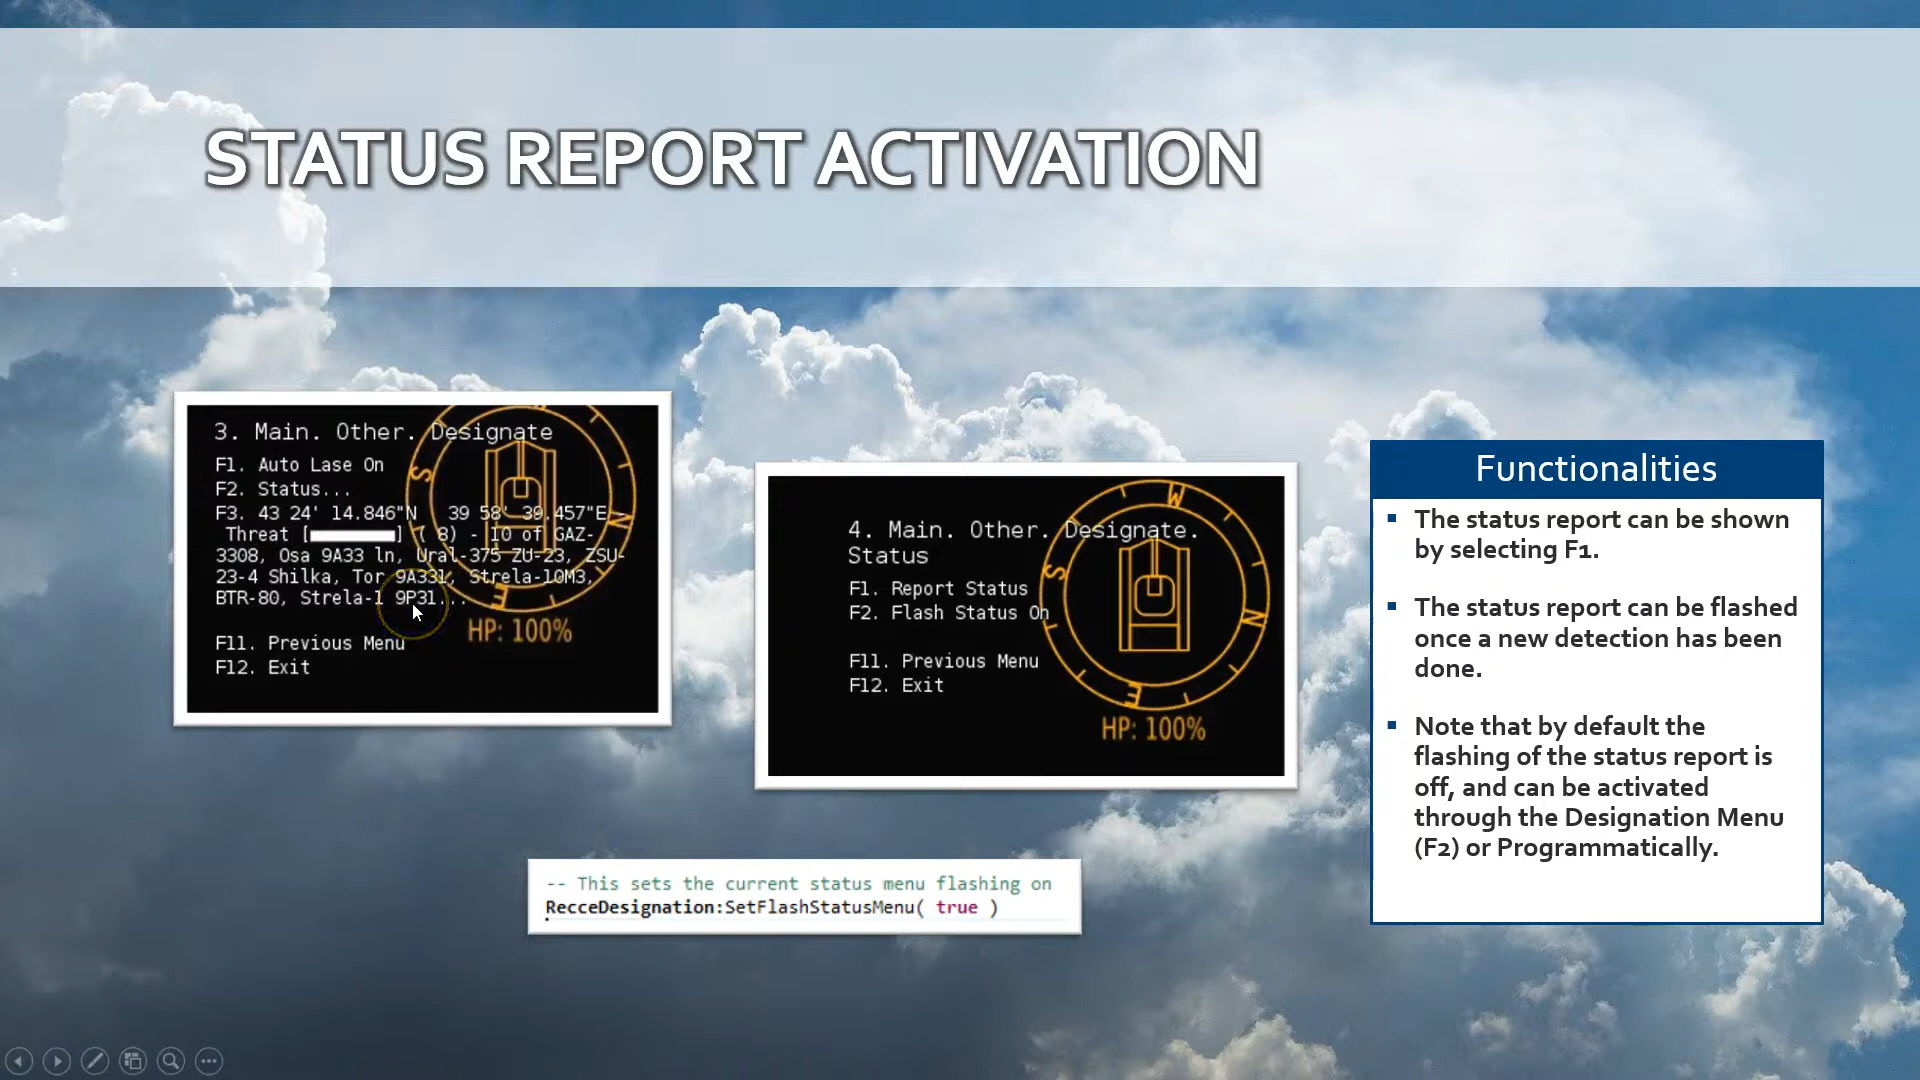 STATUS REPORT ACTIVATION
3. Main. Other. Designate
F1. Auto Lase On
F2. Status...
F3. 43 24' 14.846"N 39 58' 39.457"E -
Threat [ ] ( 8) - 10 of GAZ-
3308, Osa 9A33 ln, Ural-375 ZU-23, ZSU-
23-4 Shilka, Tor 9A331, Strela-10M3,
BTR-80, Strela-1 9P31...
F11. Previous Menu
F12. Exit
S
N
E
HP: 100%
4. Main. Other. Designate.
Status
F1. Report Status
F2. Flash Status On
F11. Previous Menu
F12. Exit
W
S
N
E
HP: 100%
-- This sets the current status menu flashing on
RecceDesignation:SetFlashStatusMenu( true )
Functionalities
▪ The status report can be shown
by selecting F1.
▪ The status report can be flashed
once a new detection has been
done.
▪ Note that by default the
flashing of the status report is
off, and can be activated
through the Designation Menu
(F2) or Programmatically.